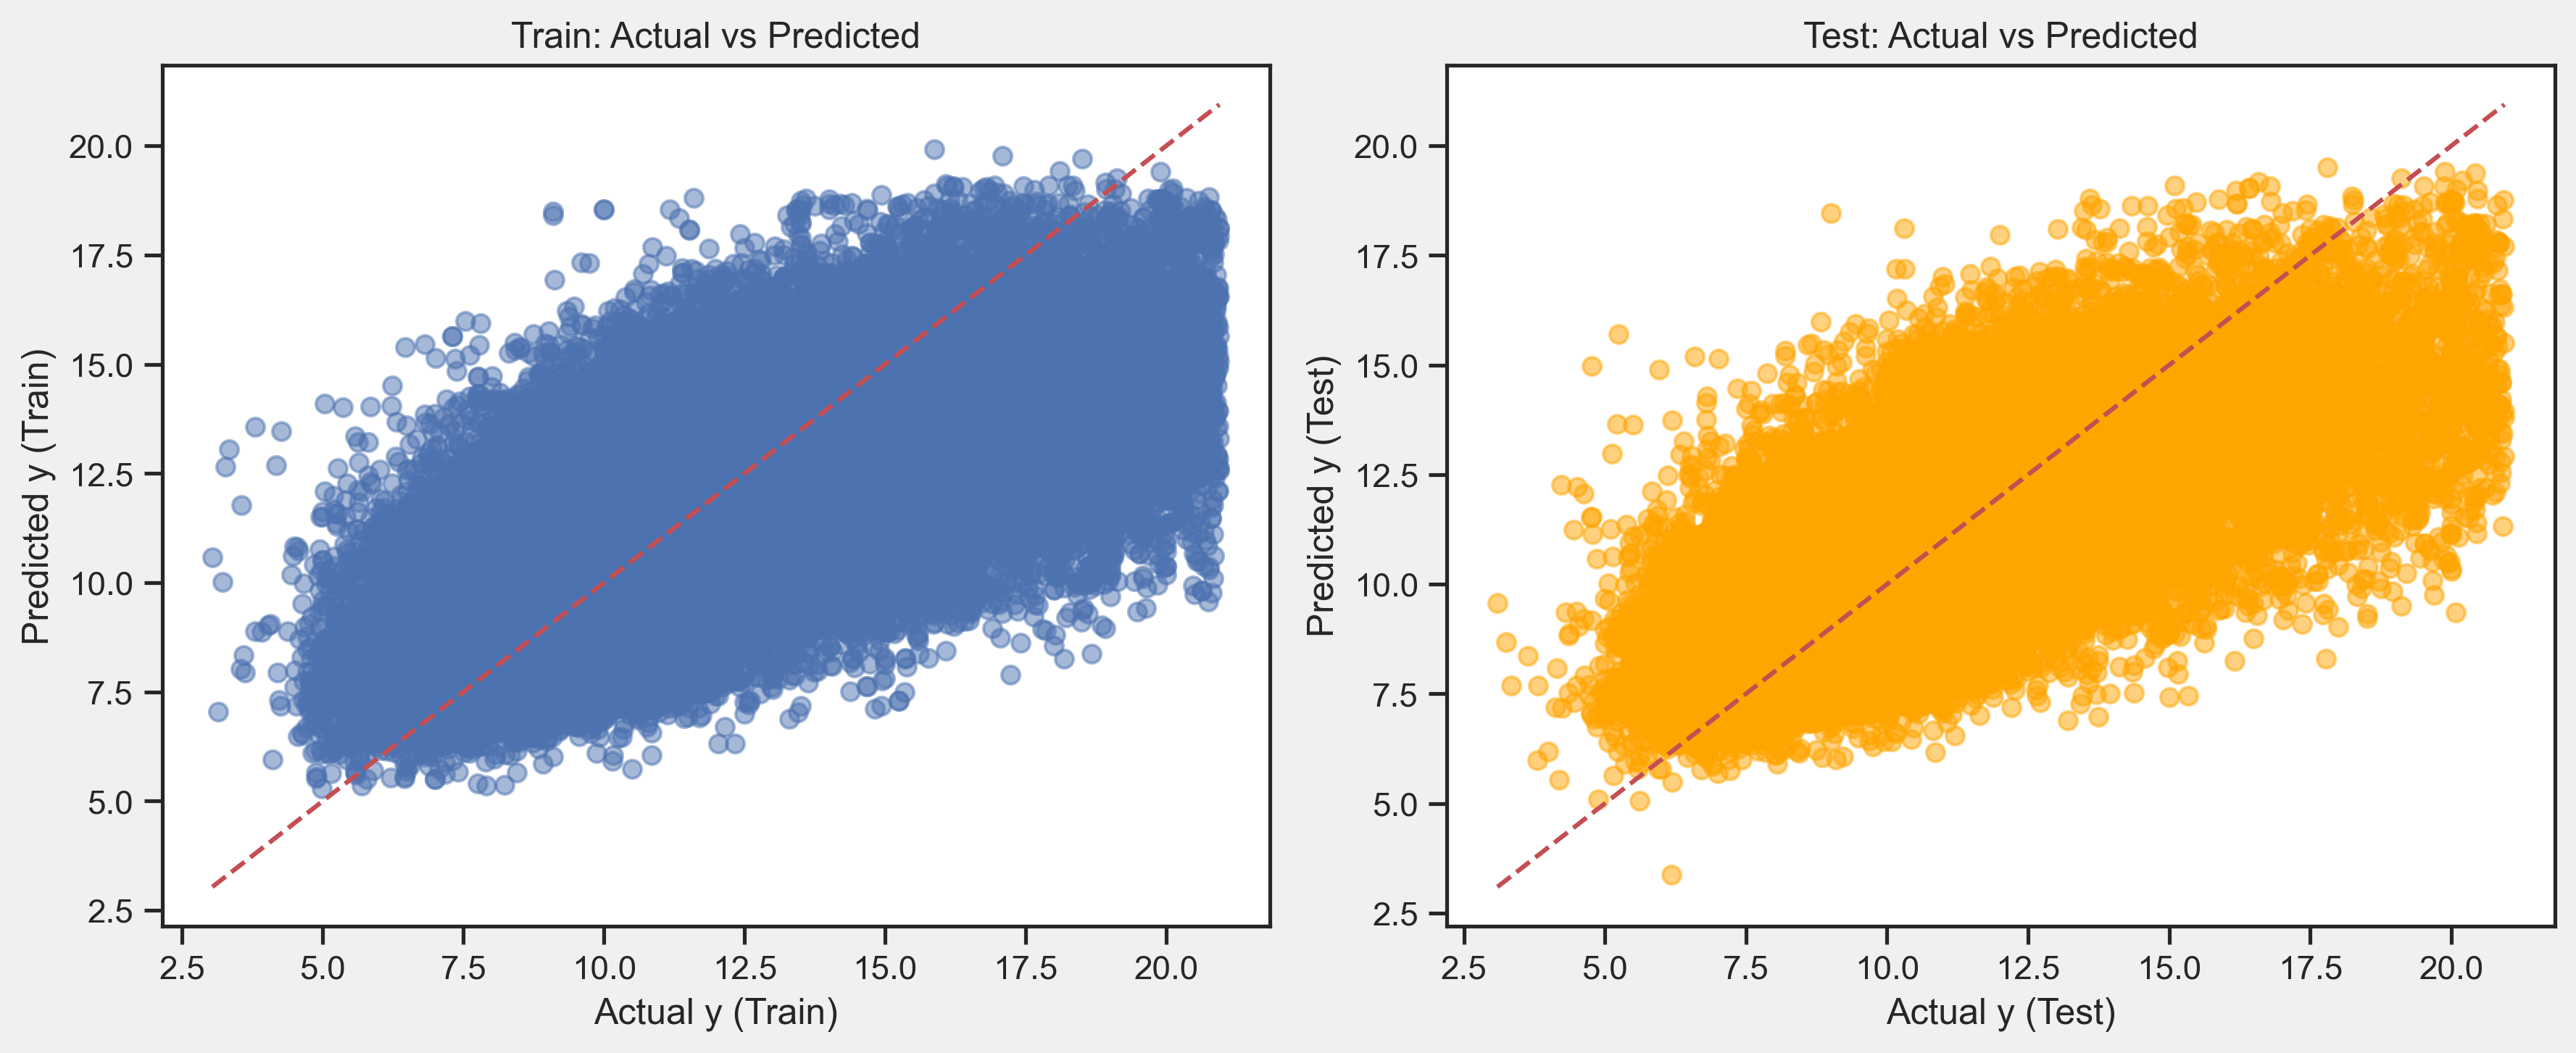 Train: Actual vs Predicted
Predicted y (Train)
20.0
17.5
15.0
12.5
10.0
7.5
5.0
2.5
2.5 5.0 7.5 10.0 12.5 15.0 17.5 20.0
Actual y (Train)
Test: Actual vs Predicted
Predicted y (Test)
20.0
17.5
15.0
12.5
10.0
7.5
5.0
2.5
2.5 5.0 7.5 10.0 12.5 15.0 17.5 20.0
Actual y (Test)